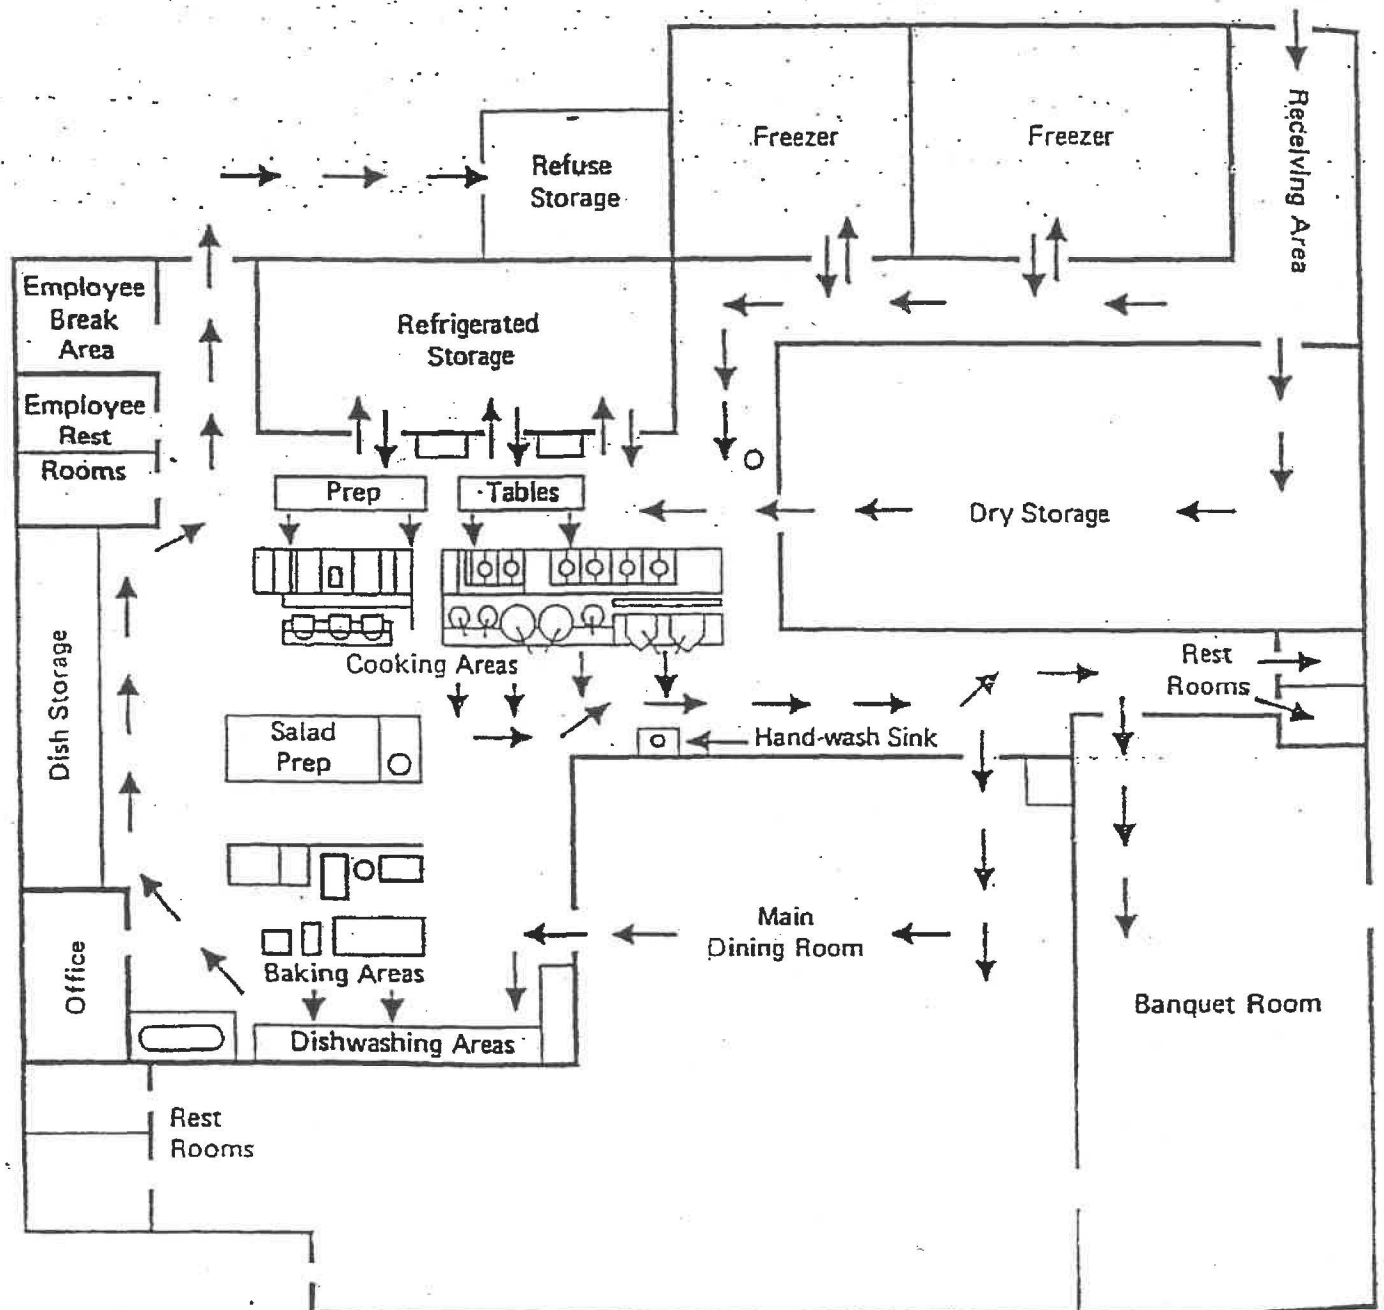 Receiving Area
Freezer
Freezer
Refuse
Storage
Employee
Break
Area
Refrigerated
Storage
Employee
Rest
Rooms
Prep
Tables
Dry Storage
Cooking Areas
Rest
Rooms
Dish Storage
Salad
Prep
Hand-wash Sink
Main
Dining Room
Office
Baking Areas
Banquet Room
Dishwashing Areas
Rest
Rooms